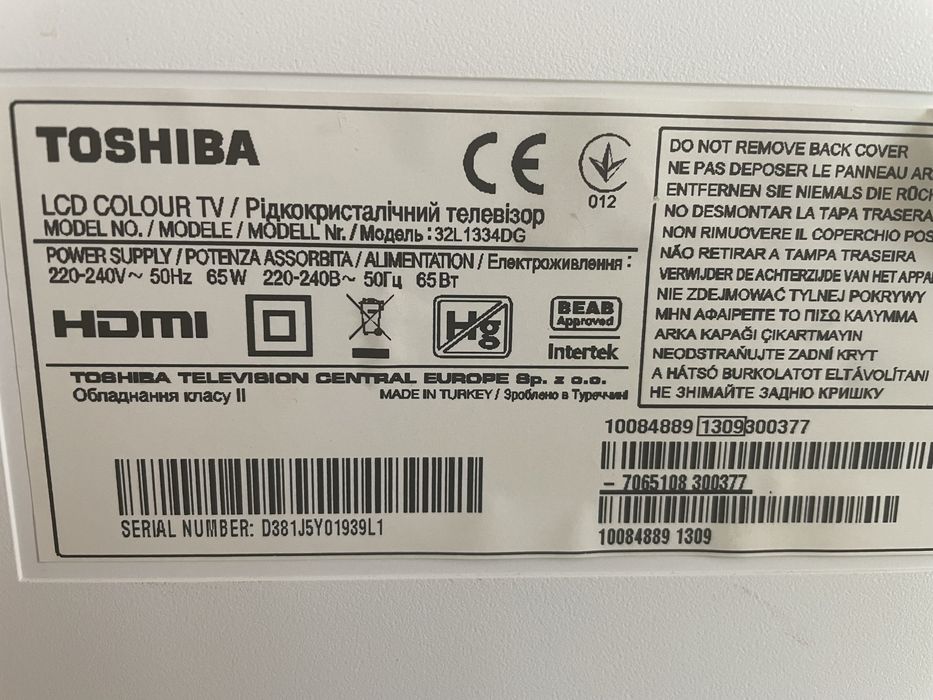 TOSHIBA
CE
012
LCD COLOUR TV / Рідкокристалічний телевізор
MODEL NO. / MODELE / MODELL Nr. / Модель : 32L1334DG
POWER SUPPLY / POTENZA ASSORBITA / ALIMENTATION / Електроживлення :
220-240V~ 50Hz 65W 220-240В~ 50Гц 65Вт
HDMI
Hg
BEAB
Approved
Intertek
TOSHIBA TELEVISION CENTRAL EUROPE Sp. z o.o.
Обладнання класу II
MADE IN TURKEY / Зроблено в Туреччині
SERIAL NUMBER: D381J5Y01939L1
DO NOT REMOVE BACK COVER
NE PAS DEPOSER LE PANNEAU AR
ENTFERNEN SIE NIEMALS DIE RÜC
NO DESMONTAR LA TAPA TRASERA
NON RIMUOVERE IL COPERCHIO POS
NÃO RETIRAR A TAMPA TRASEIRA
VERWIJDER DE ACHTERZIJDE VAN HET APPA
NIE ZDEJMOWAĆ TYLNEJ POKRYWY
ΜΗΝ ΑΦΑΙΡΕΙΤΕ ΤΟ ΠΙΣΩ ΚΑΛΥΜΜΑ
ARKA KAPAĞI ÇIKARTMAYIN
NEODSTRAŇUJTE ZADNÍ KRYT
A HÁTSÓ BURKOLATOT ELTÁVOLÍTANI
НЕ ЗНІМАЙТЕ ЗАДНЮ КРИШКУ
10084889 1309 300377
- 7065108 300377
10084889 1309